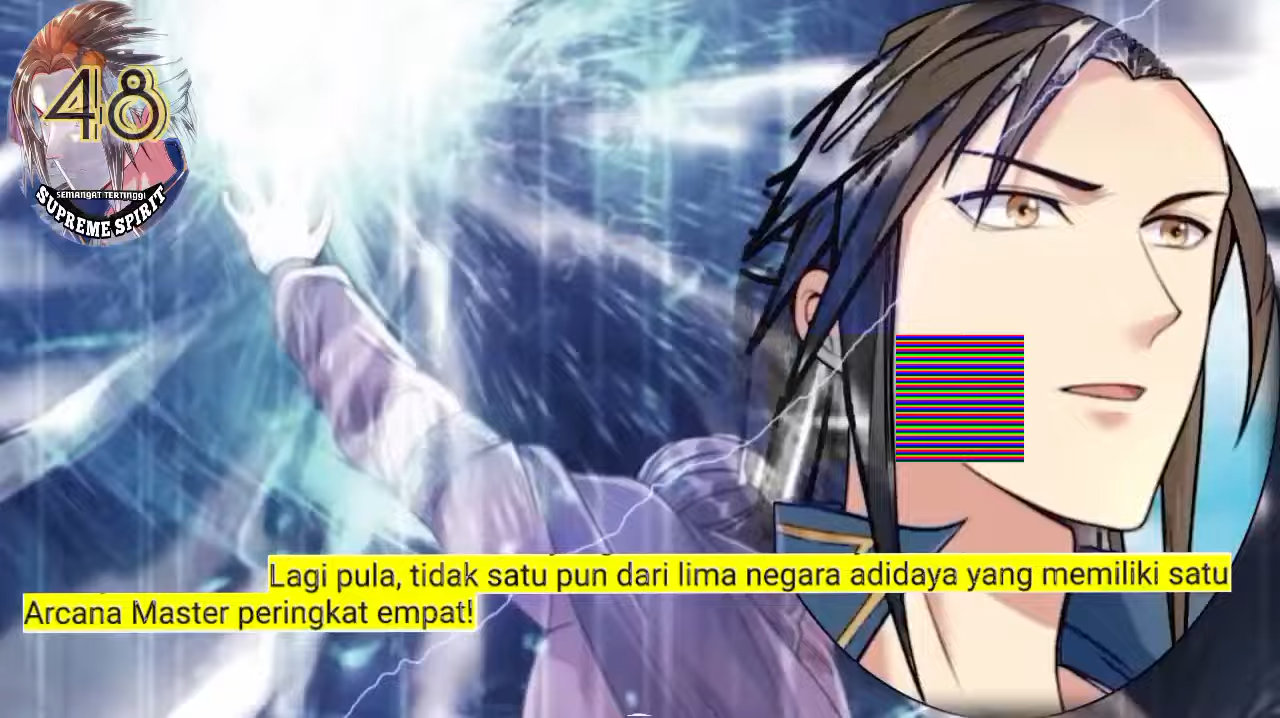 48
SEMANGAT TERTINGGI
SUPREME SPIRIT
Lagi pula, tidak satu pun dari lima negara adidaya yang memiliki satu
Arcana Master peringkat empat!